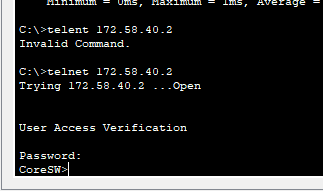 Minimum = 0ms, Maximum = 1ms, Average =
C:\>telent 172.58.40.2
Invalid Command.
C:\>telnet 172.58.40.2
Trying 172.58.40.2 ...Open
User Access Verification
Password:
CoreSW>